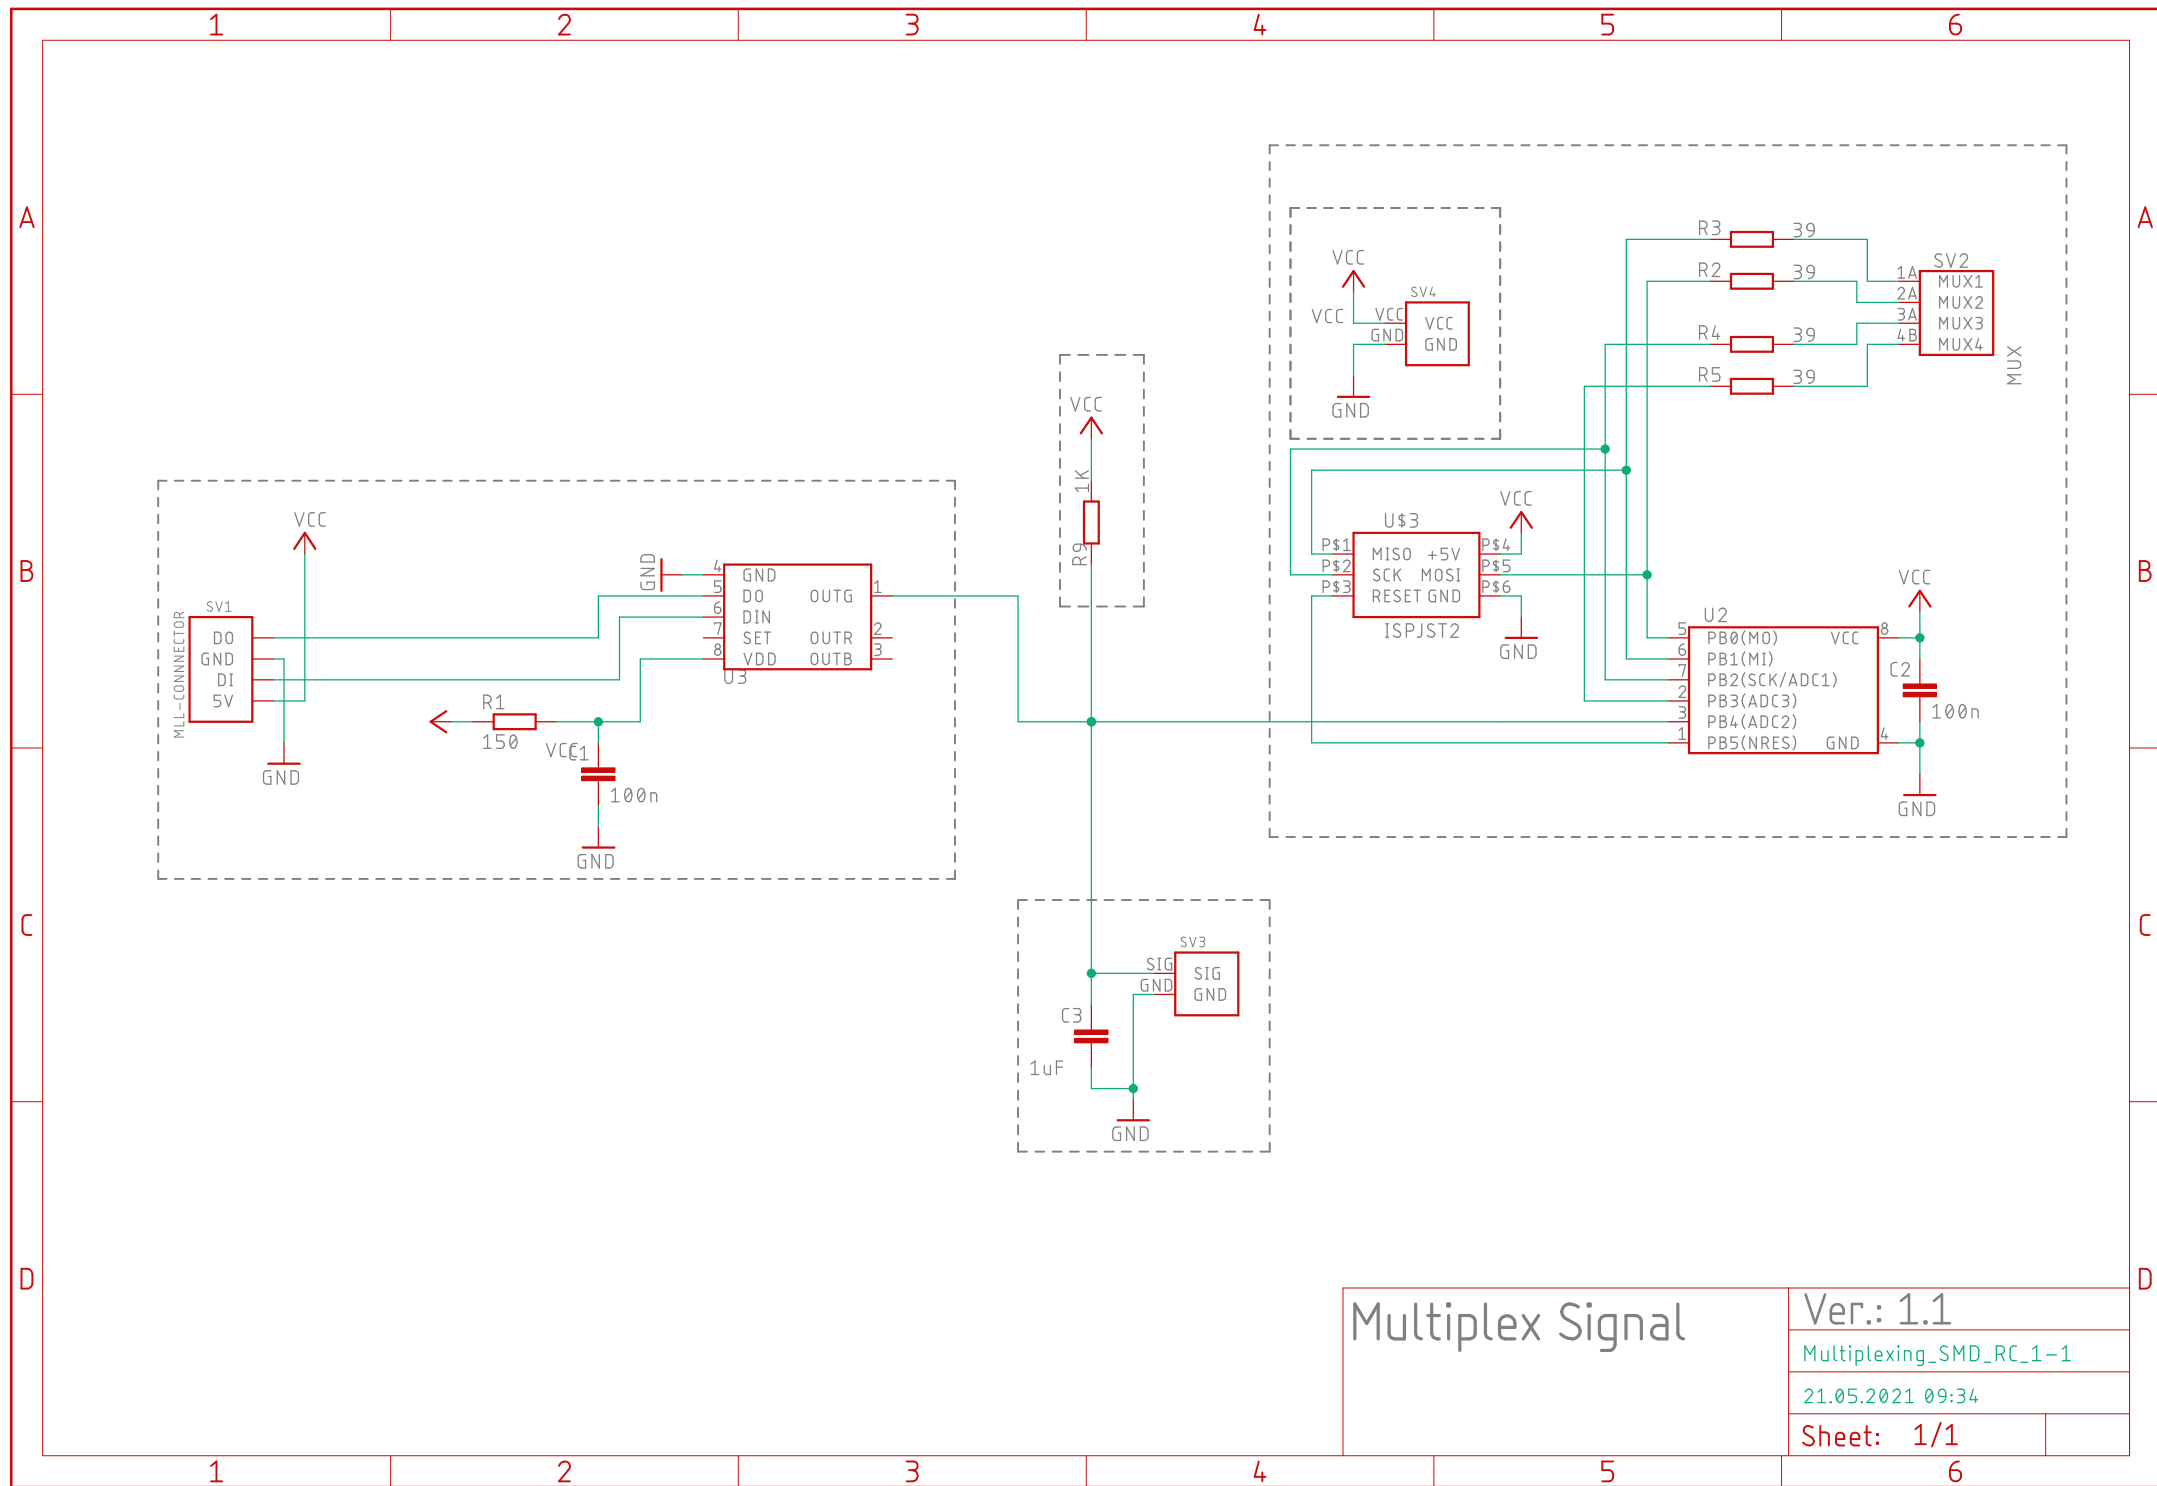 1 2 3 4 5 6
A A
R3 39
R2 39
SV2
1A MUX1
2A MUX2
3A MUX3
4B MUX4
MUX
R4 39
R5 39
VCC
SV4
VCC VCC VCC
GND GND
GND
VCC
1K
R9
VCC
U$3
P$1 MISO +5V P$4
P$2 SCK MOSI P$5
P$3 RESET GND P$6
ISPJST2
GND
B B
VCC
SV1
MLL-CONNECTOR
DO
GND
DI
5V
GND
GND
4 GND
5 DO OUTG 1
6 DIN
7 SET OUTR 2
8 VDD OUTB 3
U3
R1
150
VCC
C1
100n
GND
VCC
U2
5 PB0(MO) VCC 8
6 PB1(MI)
7 PB2(SCK/ADC1)
2 PB3(ADC3)
3 PB4(ADC2)
1 PB5(NRES) GND 4
C2
100n
GND
C C
SV3
SIG SIG
GND GND
C3
1uF
GND
D D
Multiplex Signal
Ver.: 1.1
Multiplexing_SMD_RC_1-1
21.05.2021 09:34
Sheet: 1/1
1 2 3 4 5 6